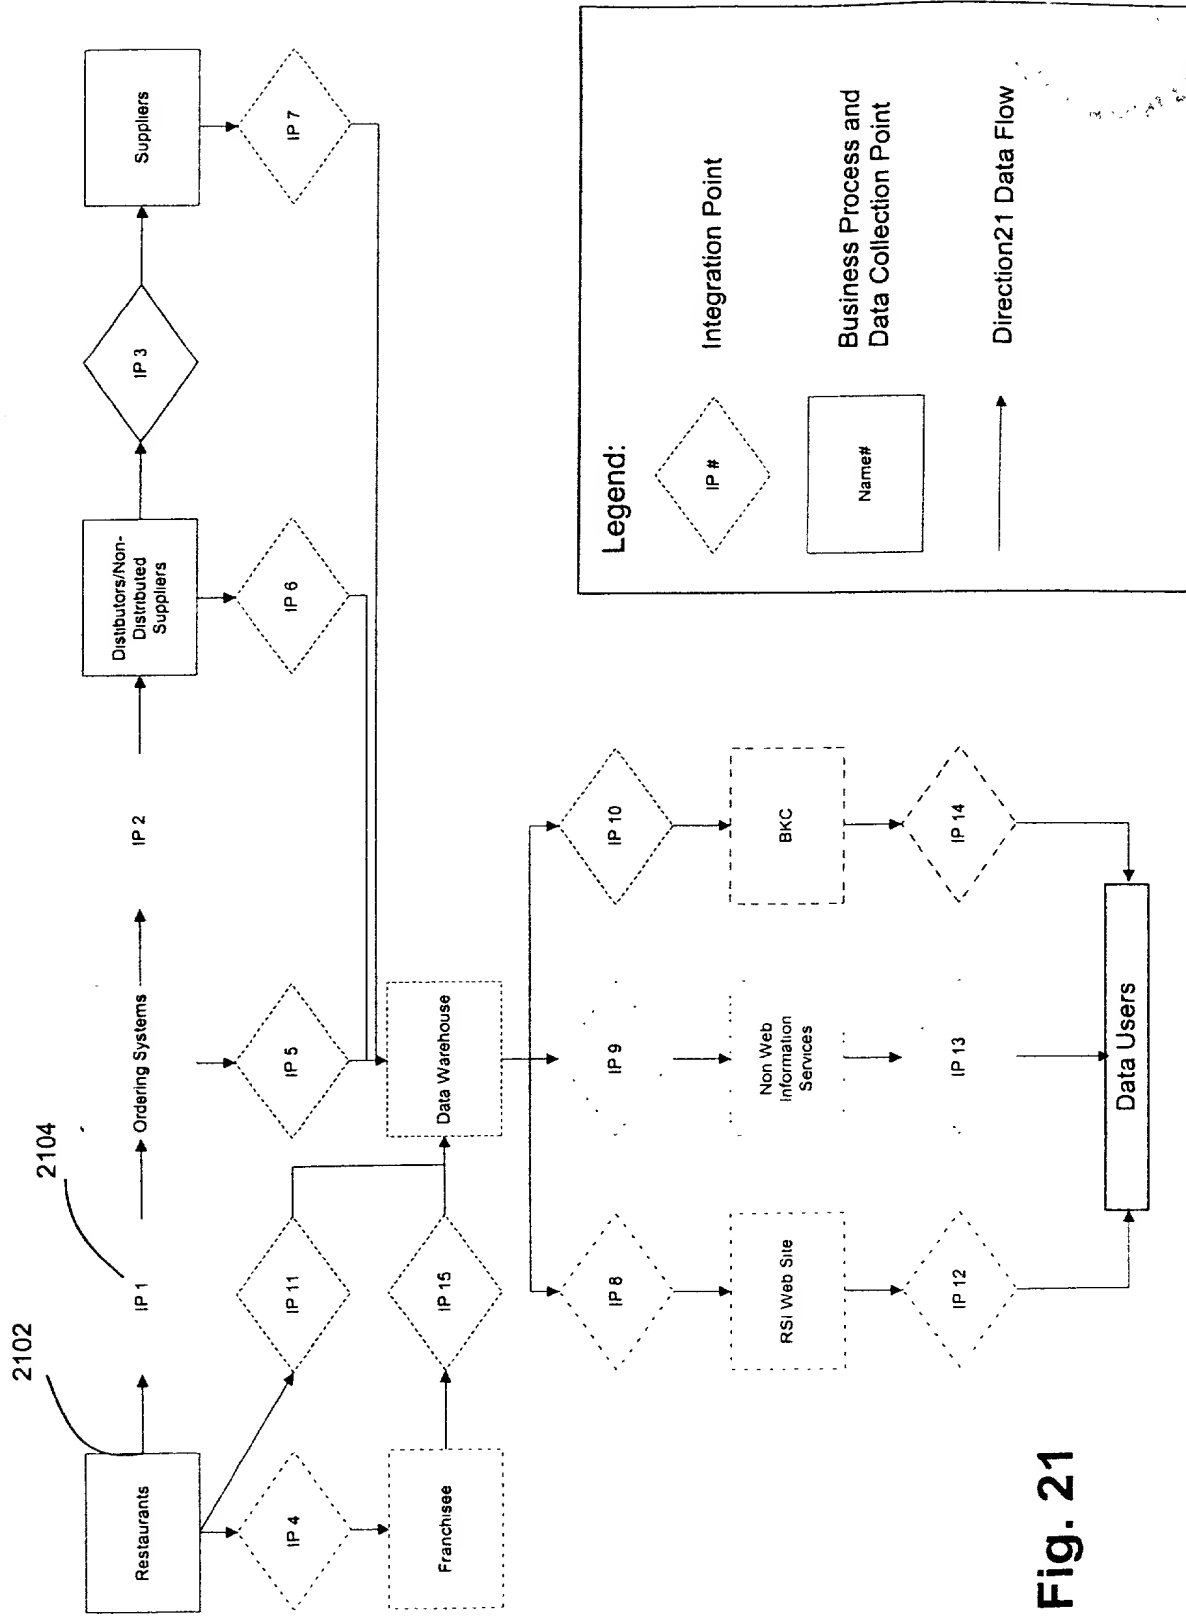 2102
2104
Restaurants
IP 1
Ordering Systems
IP 2
Distibutors/Non-
Distributed
Suppliers
IP 3
Suppliers
IP 4
IP 11
IP 5
IP 6
IP 7
Franchisee
IP 15
Data Warehouse
IP 8
IP 9
IP 10
RSI Web Site
Non Web
Information
Services
BKC
IP 12
IP 13
IP 14
Data Users
Legend:
IP #
Integration Point
Name#
Business Process and
Data Collection Point
Direction21 Data Flow
Fig. 21